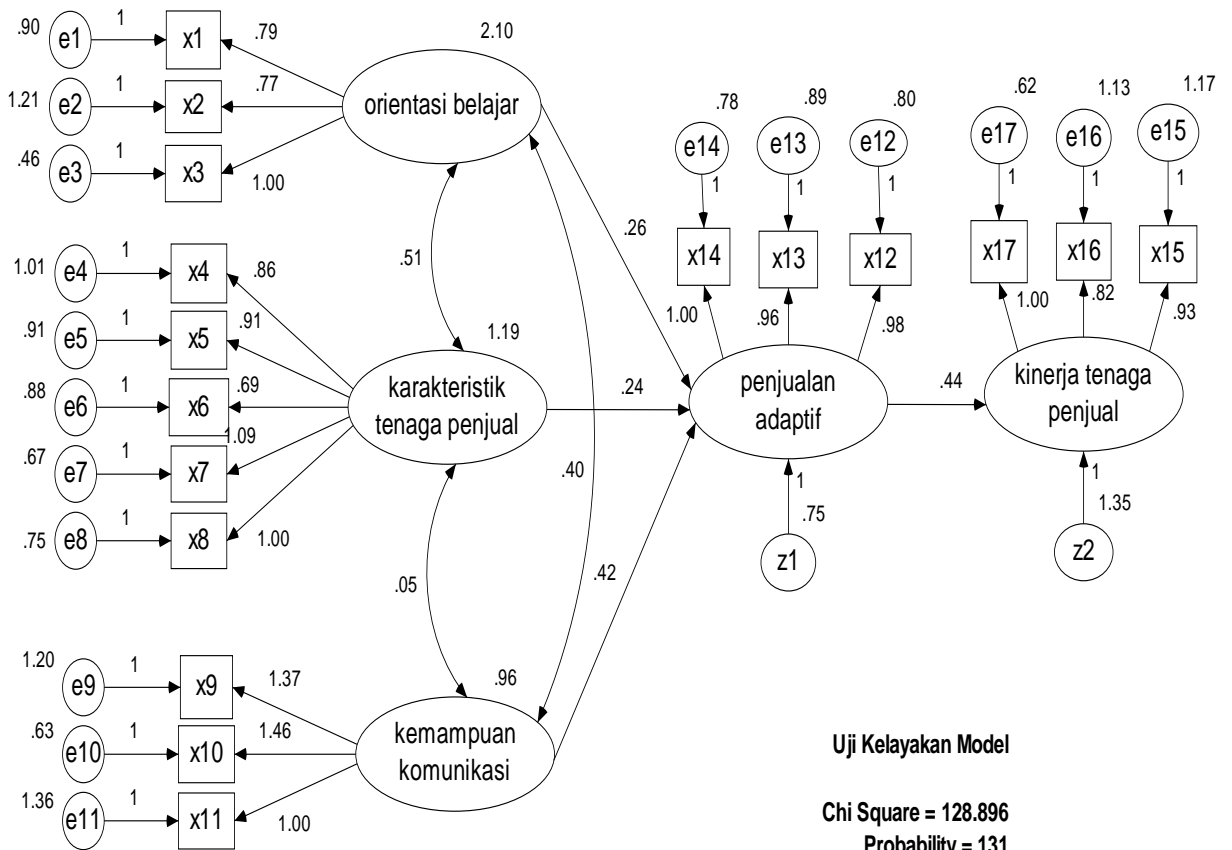 .90 e1 1 x1 .79
1.21 e2 1 x2 .77
.46 e3 1 x3 1.00
2.10
orientasi belajar
1.01 e4 1 x4 .86
.91 e5 1 x5 .91
.88 e6 1 x6 .69
.67 e7 1 x7 1.09
.75 e8 1 x8 1.00
1.19
karakteristik
tenaga penjual
1.20 e9 1 x9 1.37
.63 e10 1 x10 1.46
1.36 e11 1 x11 1.00
.96
kemampuan
komunikasi
.51
.40
.05
.26
.24
.42
.78 .89 .80
e14 e13 e12
1 1 1
x14 x13 x12
1.00 .96 .98
penjualan
adaptif
1
.75
z1
.44
.62 1.13 1.17
e17 e16 e15
1 1 1
x17 x16 x15
1.00 .82 .93
kinerja tenaga
penjual
1
1.35
z2
Uji Kelayakan Model
Chi Square = 128.896
Probability = 131